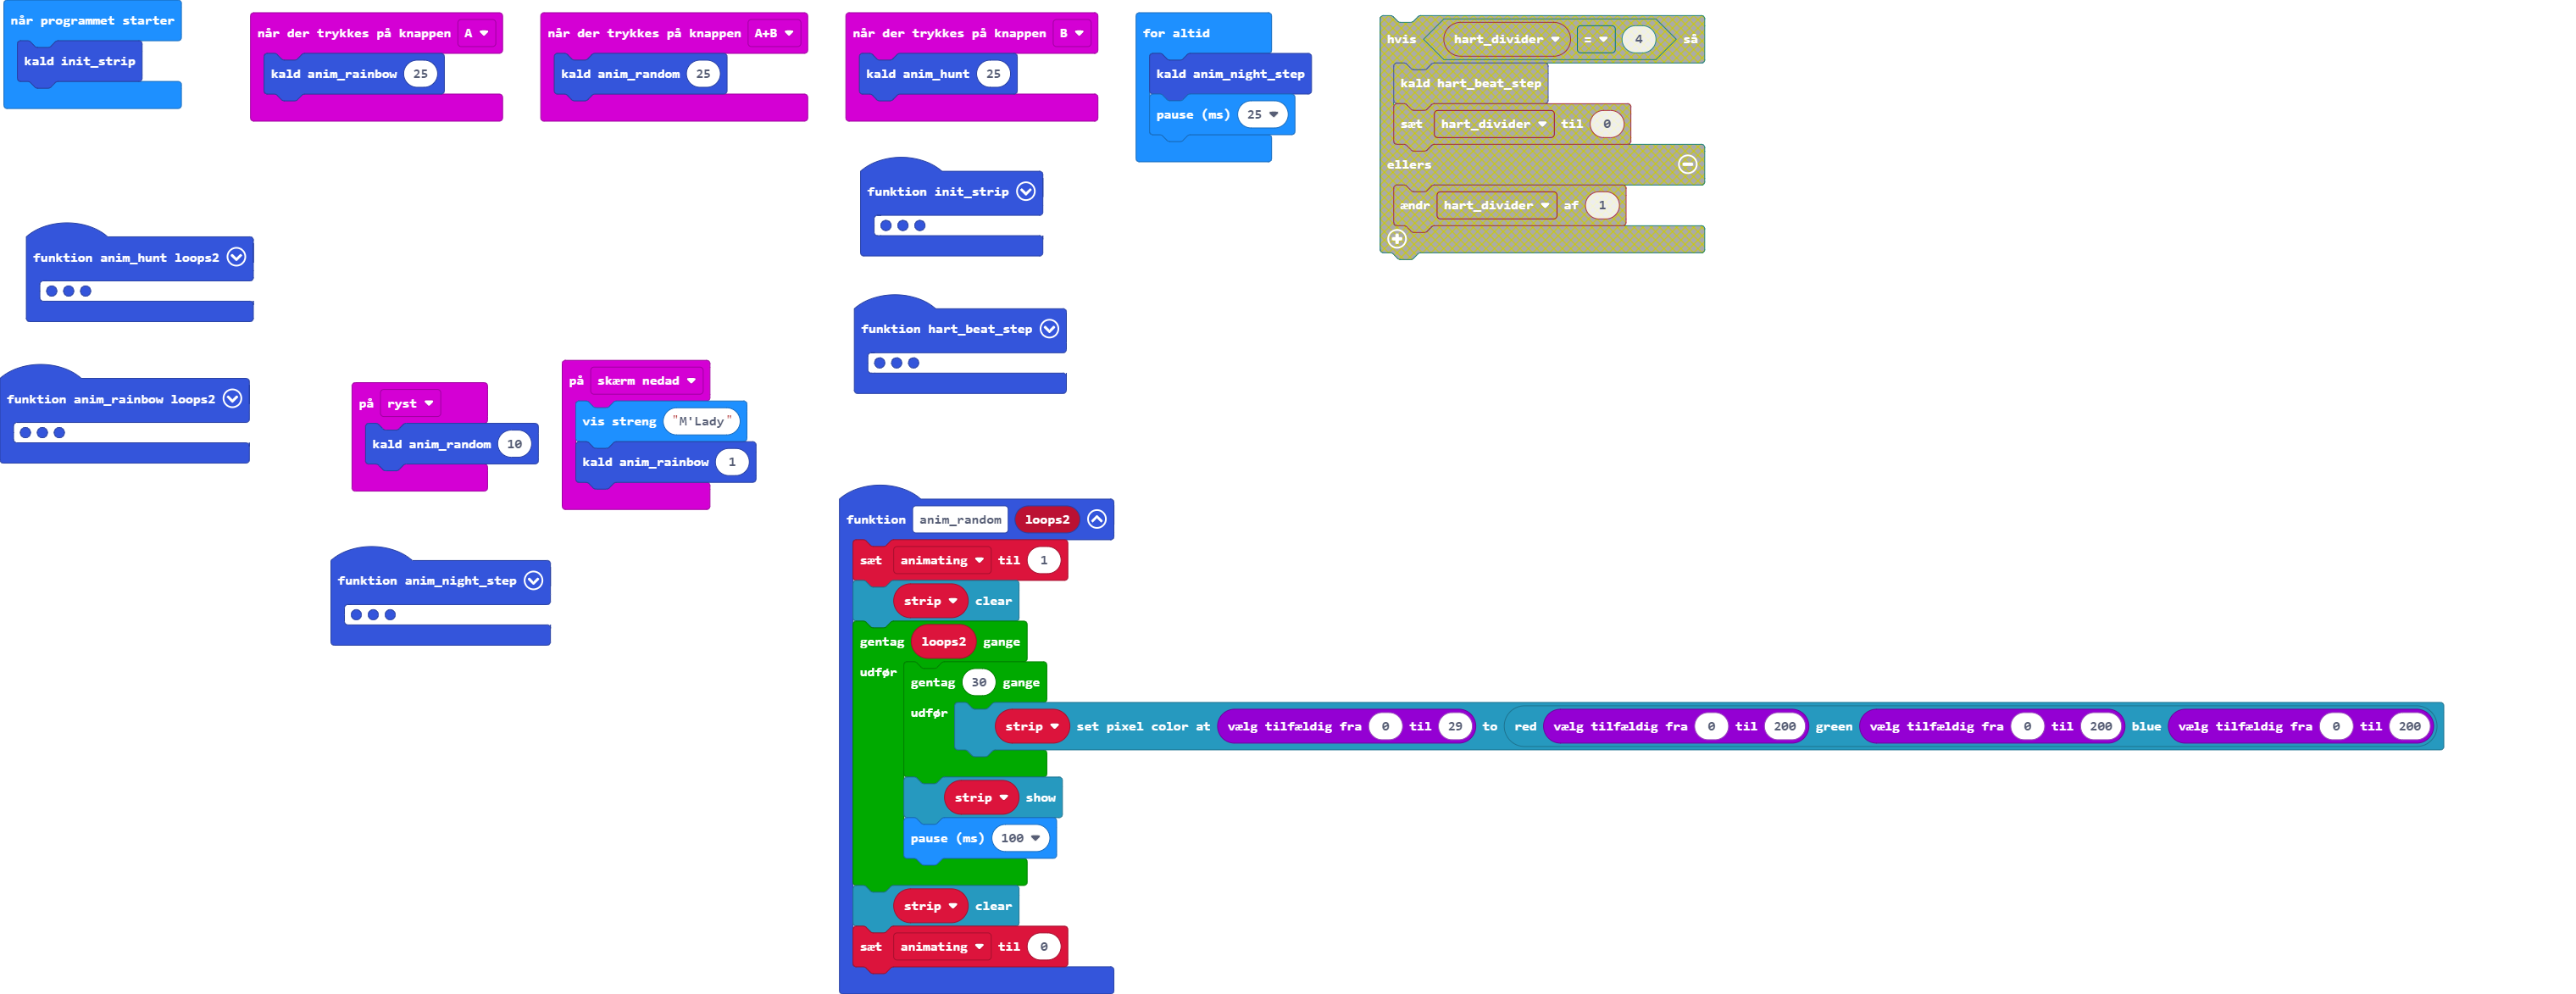 når programmet starter
kald init_strip
når der trykkes på knappen A
kald anim_rainbow 25
når der trykkes på knappen A+B
kald anim_random 25
når der trykkes på knappen B
kald anim_hunt 25
for altid
kald anim_night_step
pause (ms) 25
hvis hart_divider = 4 så
kald hart_beat_step
sæt hart_divider til 0
ellers
ændr hart_divider af 1
funktion init_strip
funktion anim_hunt loops2
funktion hart_beat_step
funktion anim_rainbow loops2
på ryst
kald anim_random 10
på skærm nedad
vis streng "M'Lady"
kald anim_rainbow 1
funktion anim_night_step
funktion anim_random loops2
sæt animating til 1
strip clear
gentag loops2 gange
udfør
gentag 30 gange
udfør
strip set pixel color at vælg tilfældig fra 0 til 29 to red vælg tilfældig fra 0 til 200 green vælg tilfældig fra 0 til 200 blue vælg tilfældig fra 0 til 200
strip show
pause (ms) 100
strip clear
sæt animating til 0